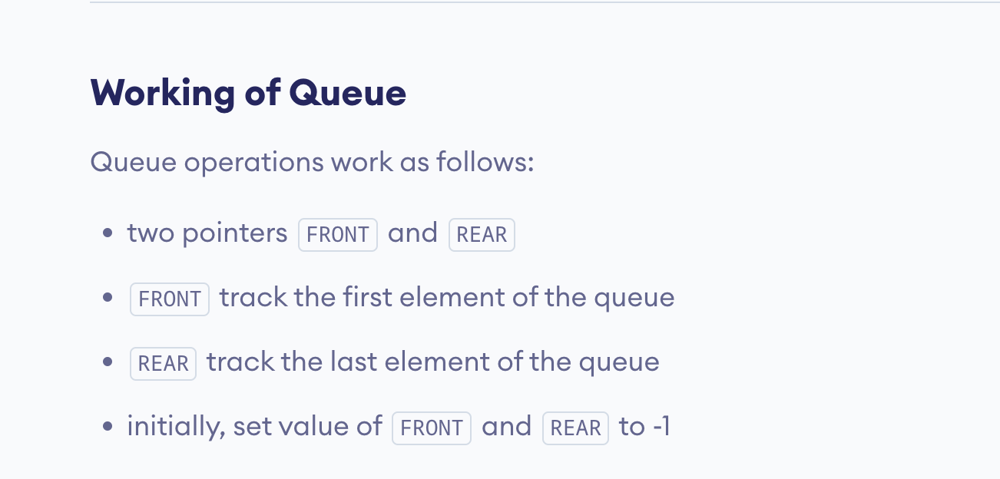 Working of Queue
Queue operations work as follows:
two pointers FRONT and REAR
FRONT track the first element of the queue
REAR track the last element of the queue
initially, set value of FRONT and REAR to -1